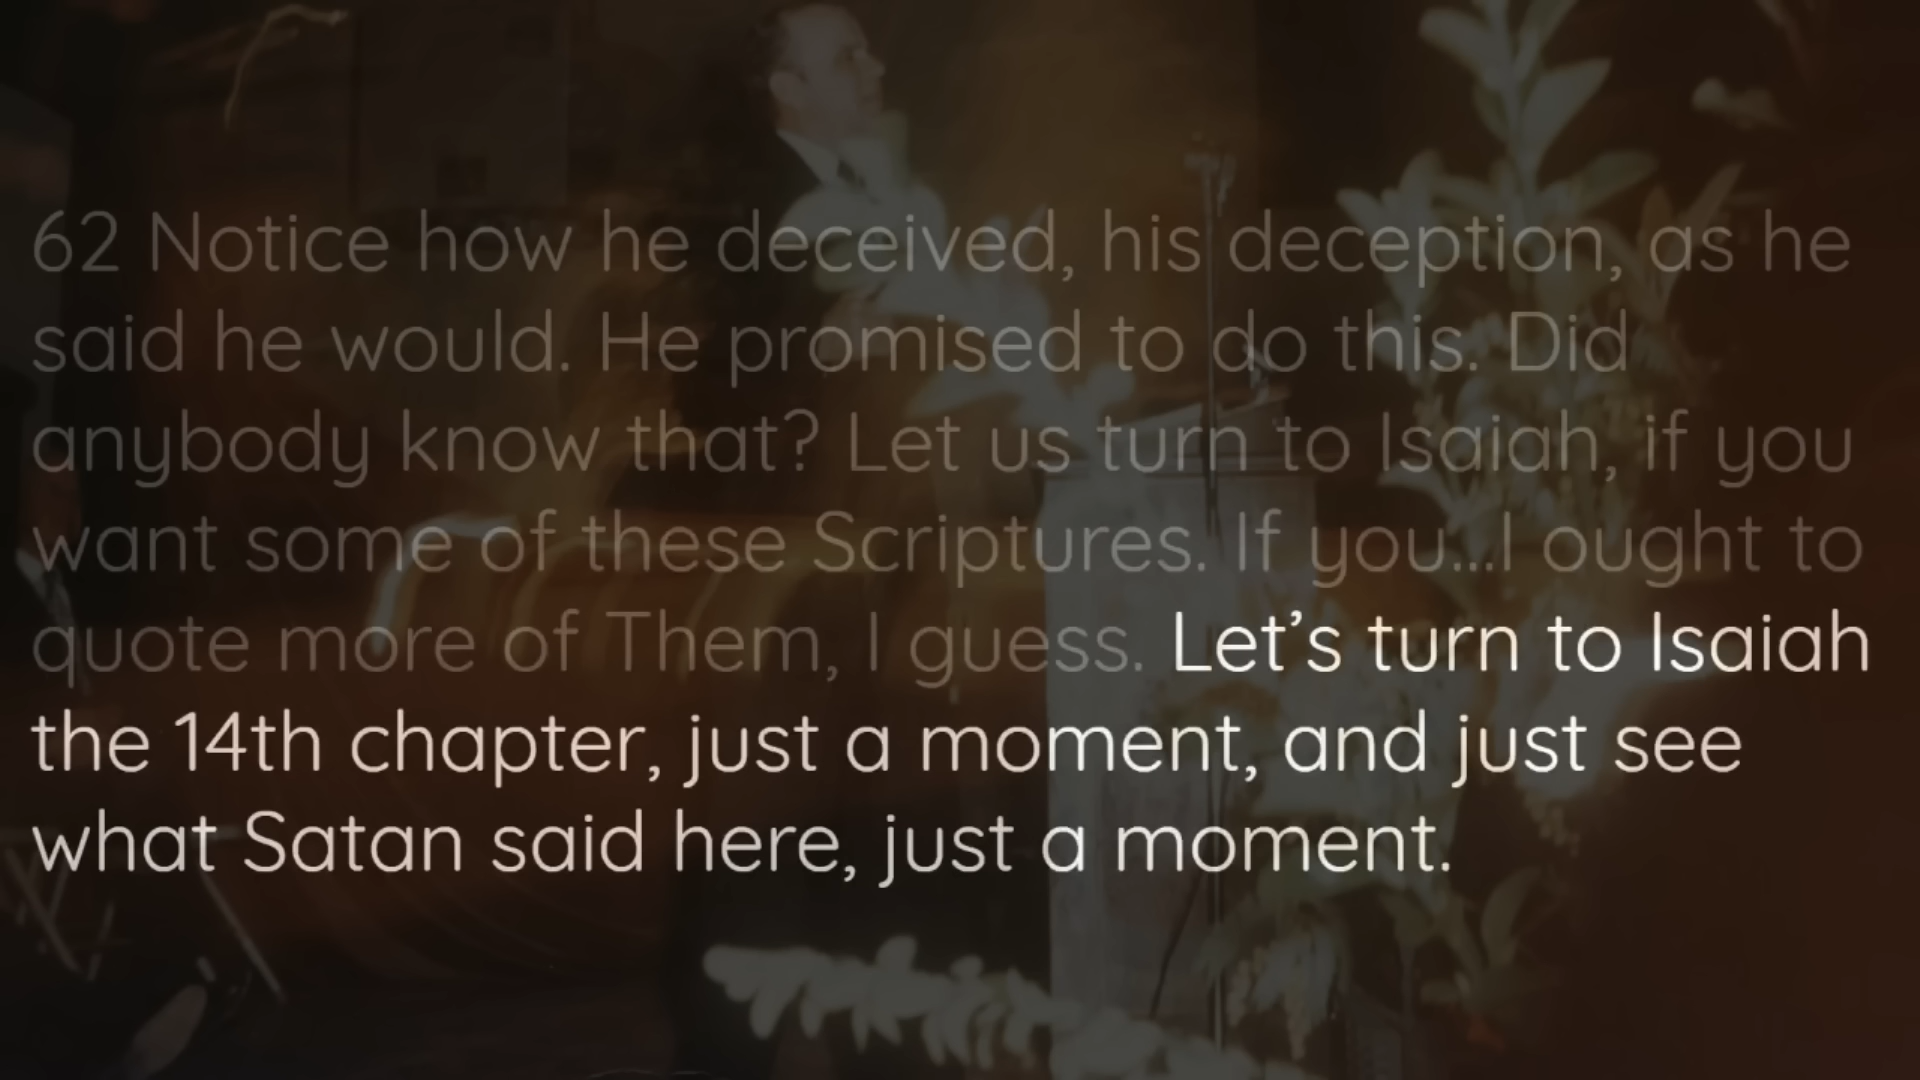 62 Notice how he deceived, his deception, as he
said he would. He promised to do this. Did
anybody know that? Let us turn to Isaiah, if you
want some of these Scriptures. If you...I ought to
quote more of Them, I guess. Let’s turn to Isaiah
the 14th chapter, just a moment, and just see
what Satan said here, just a moment.